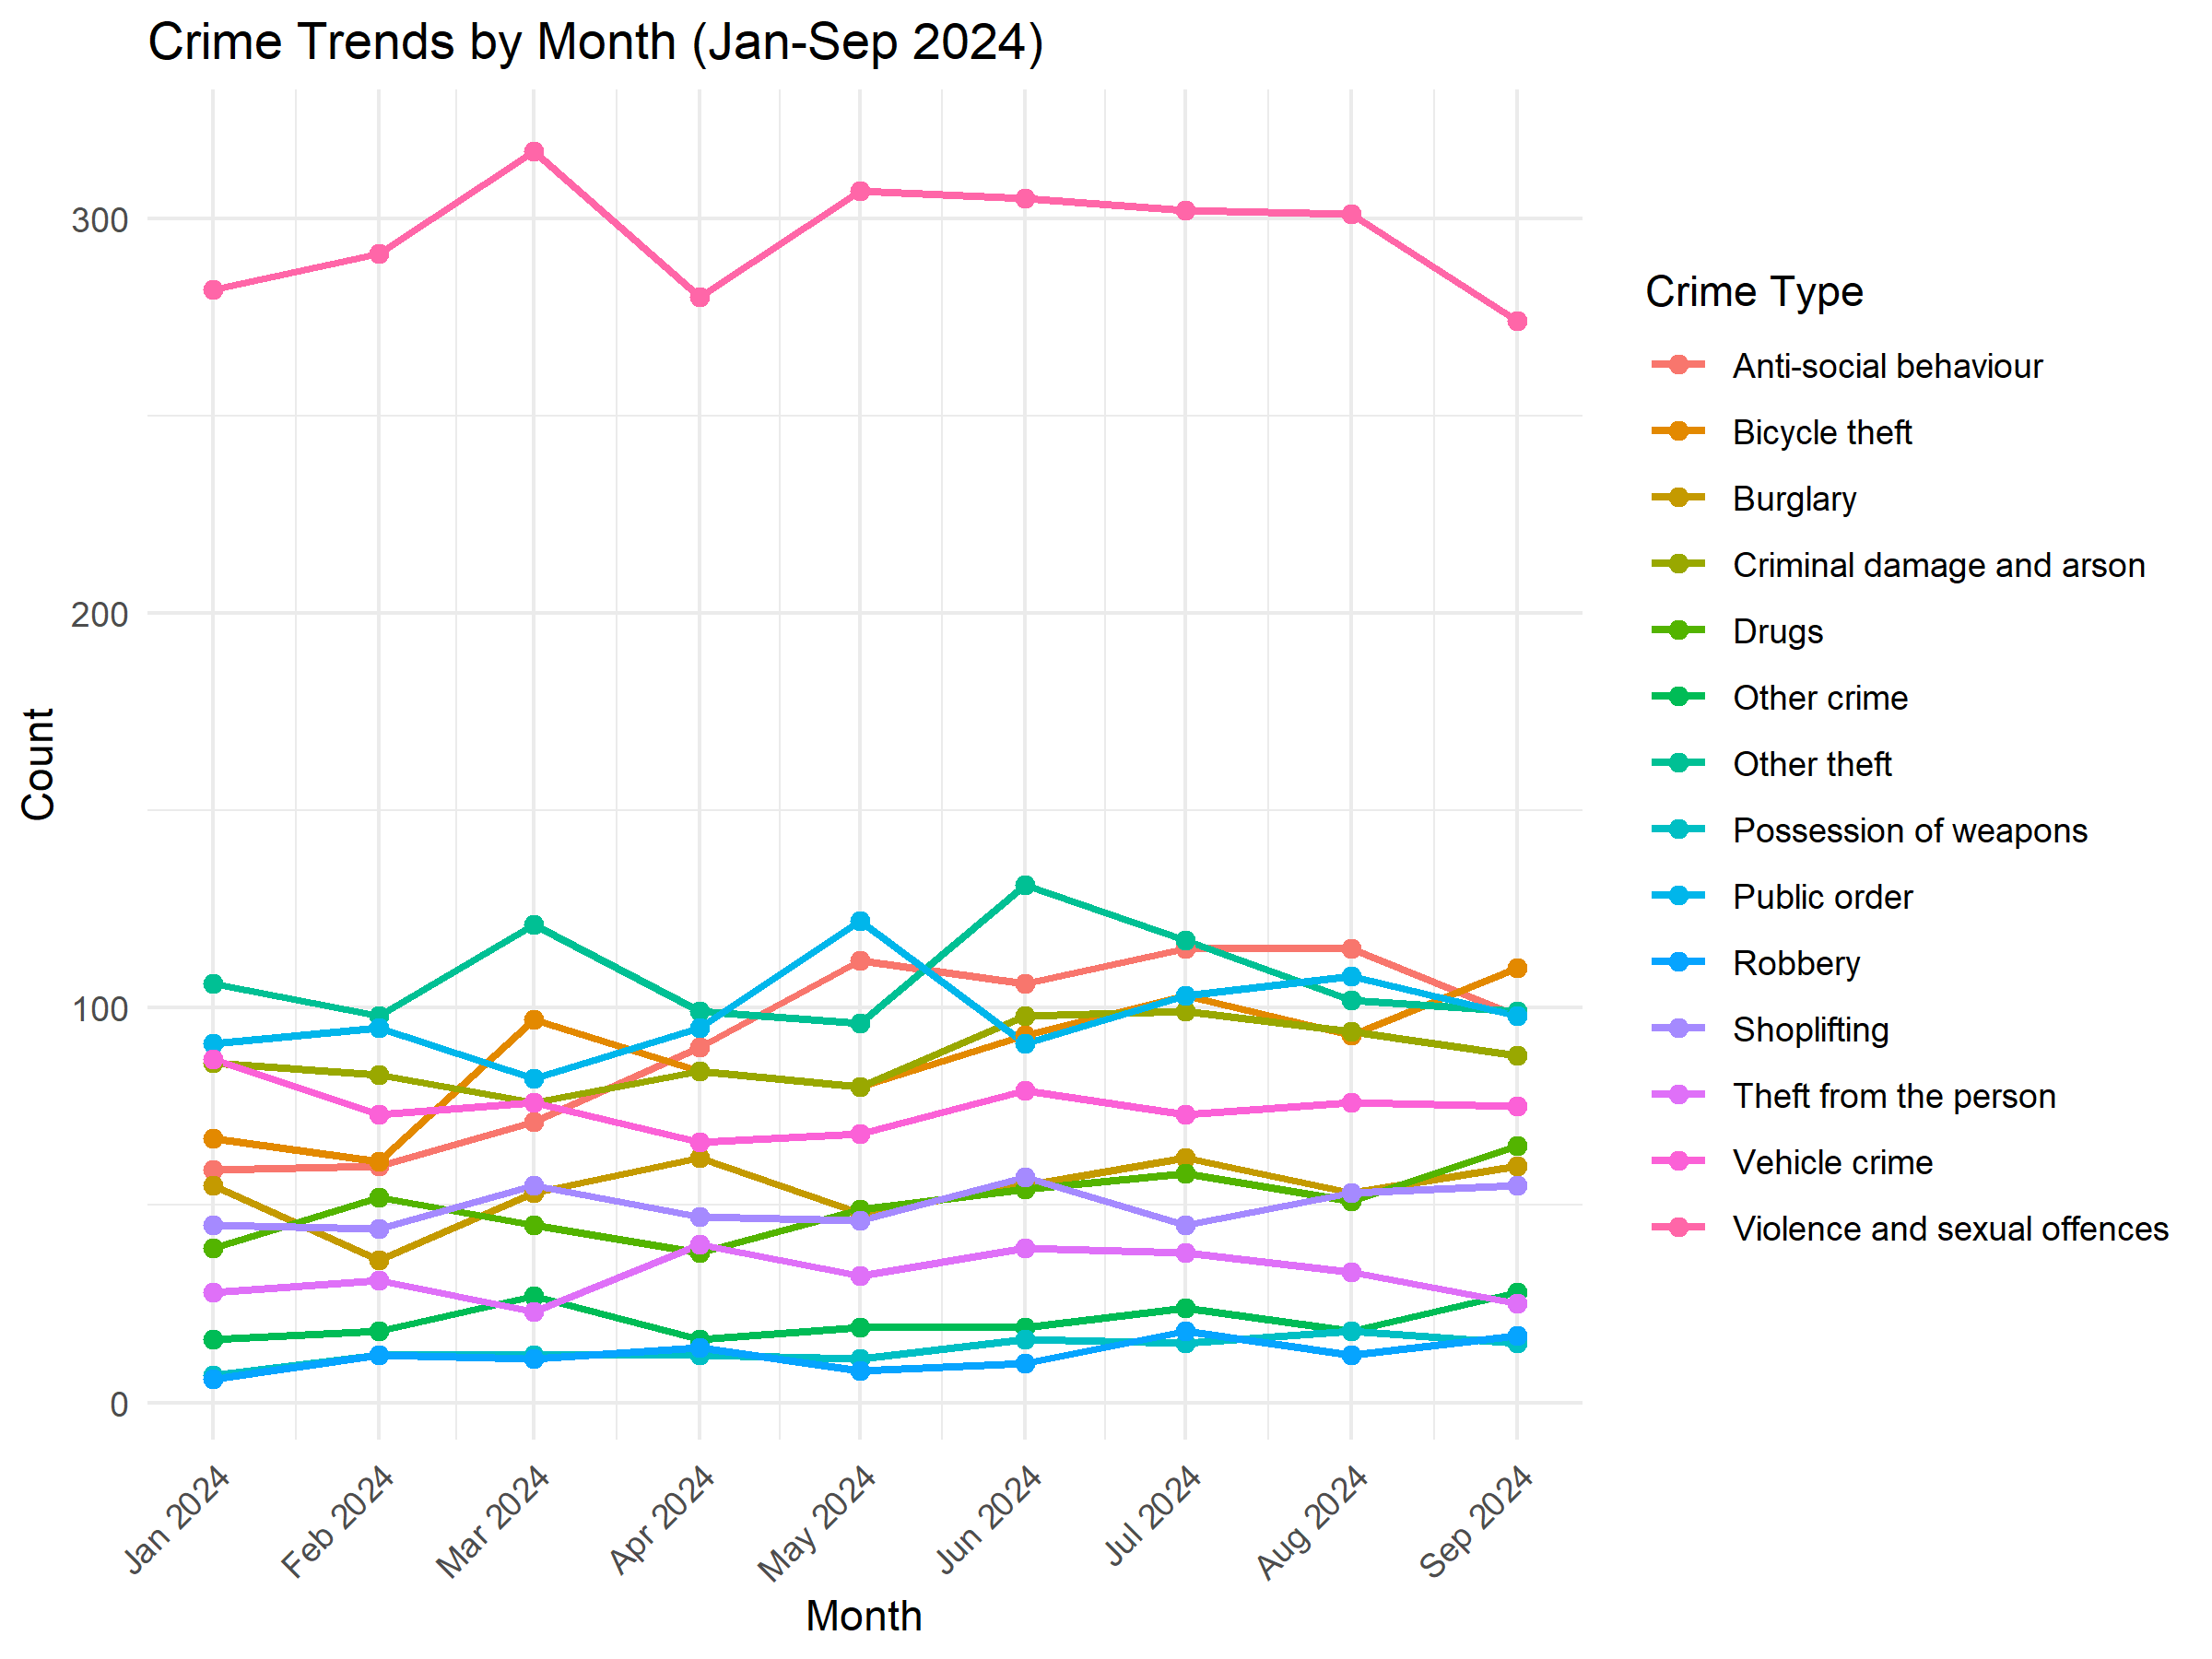 Crime Trends by Month (Jan-Sep 2024)
300
200
100
0
Count
Jan 2024
Feb 2024
Mar 2024
Apr 2024
May 2024
Jun 2024
Jul 2024
Aug 2024
Sep 2024
Month
Crime Type
Anti-social behaviour
Bicycle theft
Burglary
Criminal damage and arson
Drugs
Other crime
Other theft
Possession of weapons
Public order
Robbery
Shoplifting
Theft from the person
Vehicle crime
Violence and sexual offences